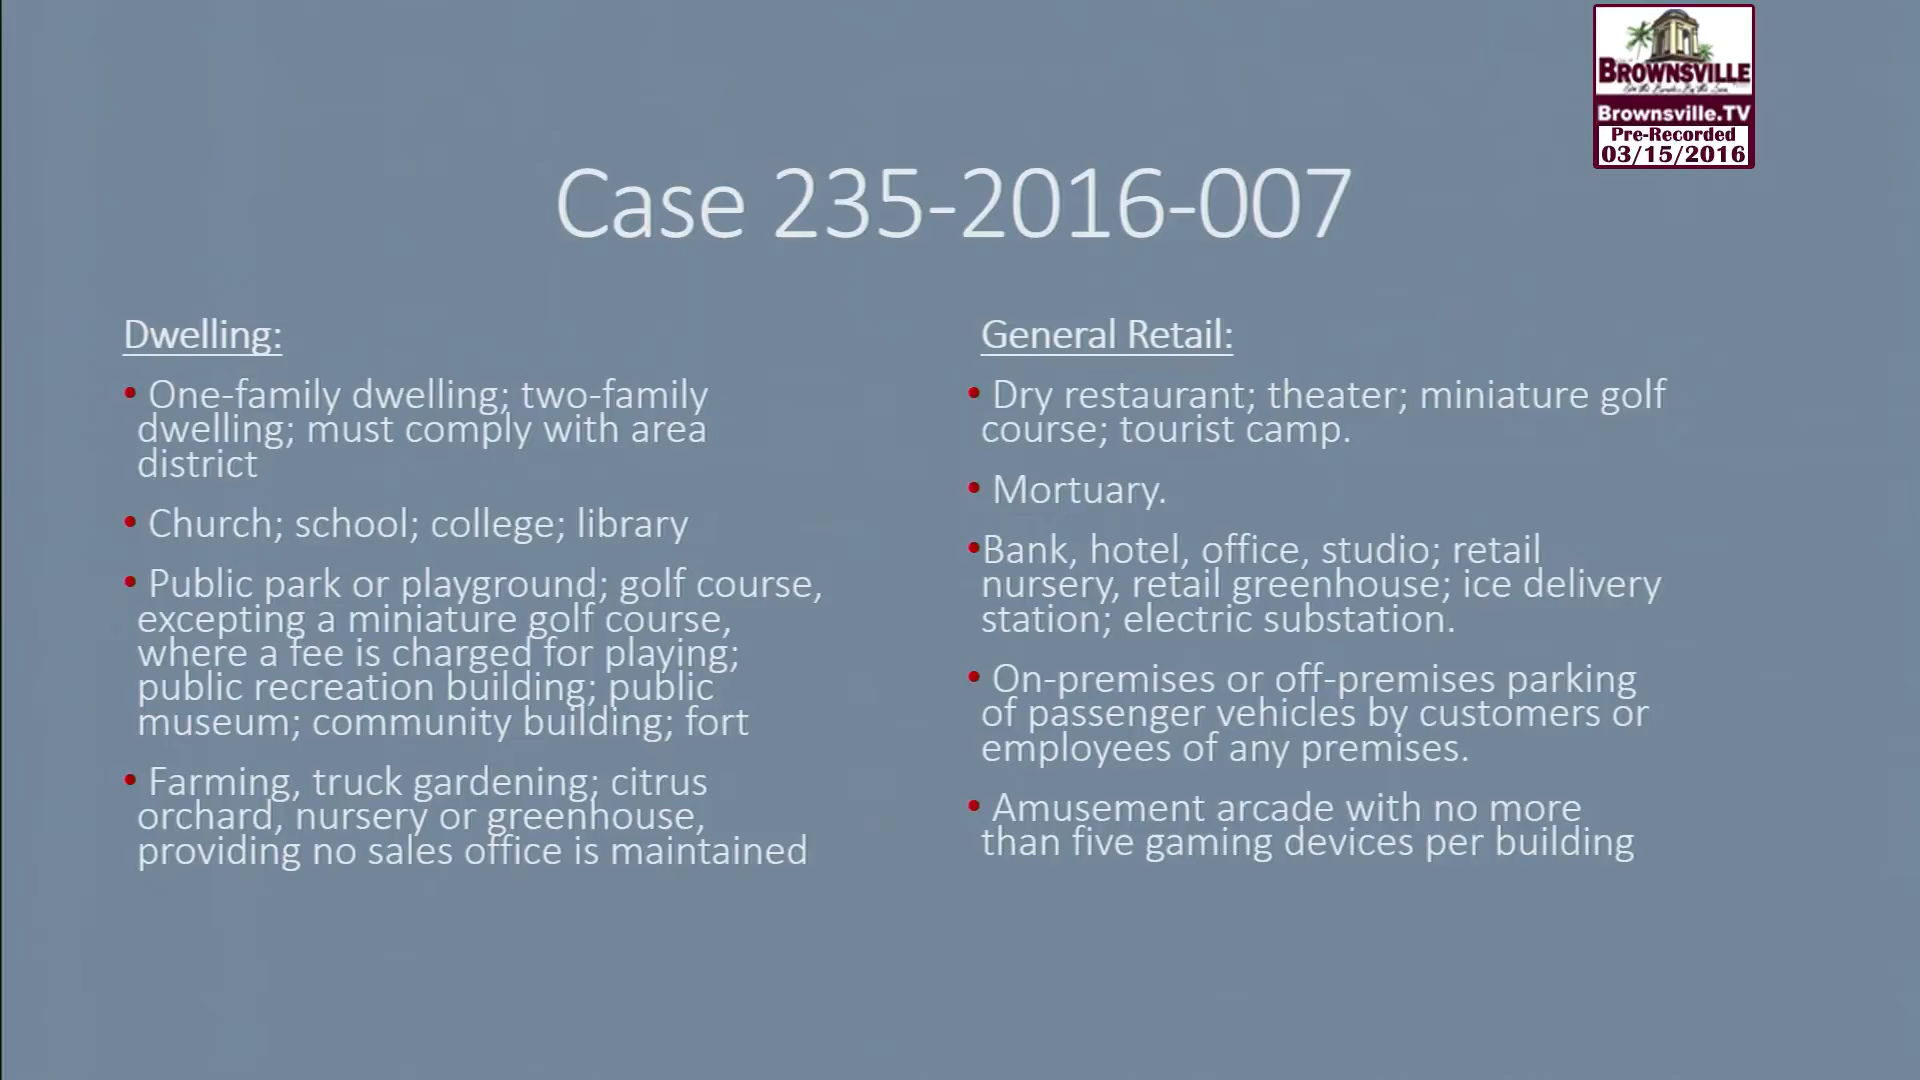 BROWNSVILLE
Brownsville.TV
Pre-Recorded
03/15/2016
Case 235-2016-007
Dwelling:
• One-family dwelling; two-family
dwelling; must comply with area
district
• Church; school; college; library
• Public park or playground; golf course,
excepting a miniature golf course,
where a fee is charged for playing;
public recreation building; public
museum; community building; fort
• Farming, truck gardening; citrus
orchard, nursery or greenhouse,
providing no sales office is maintained
General Retail:
• Dry restaurant; theater; miniature golf
course; tourist camp.
• Mortuary.
•Bank, hotel, office, studio; retail
nursery, retail greenhouse; ice delivery
station; electric substation.
• On-premises or off-premises parking
of passenger vehicles by customers or
employees of any premises.
• Amusement arcade with no more
than five gaming devices per building